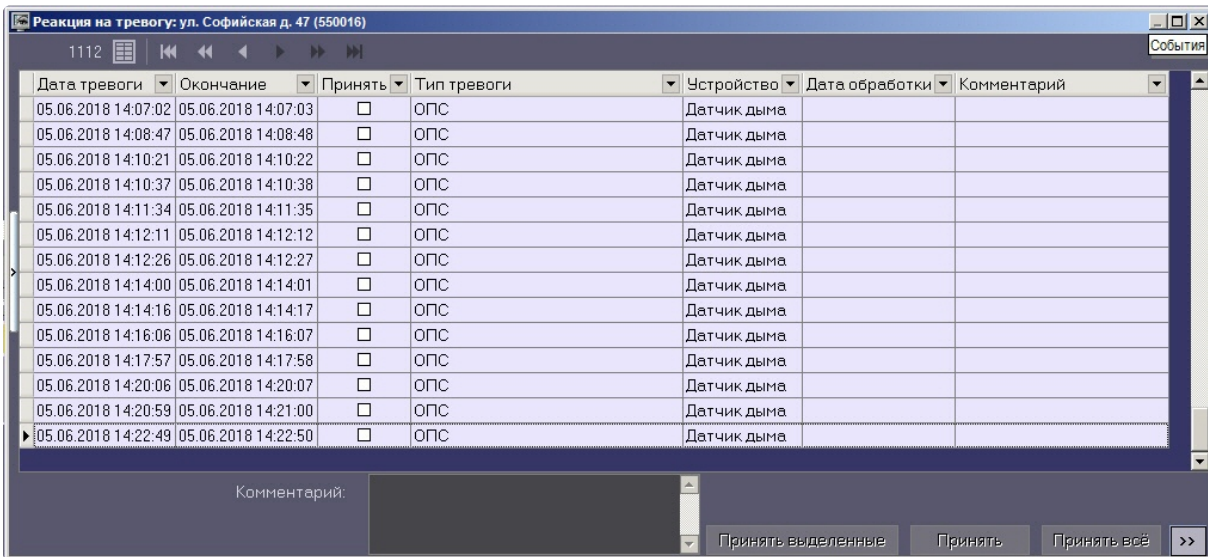 Реакция на тревогу: ул. Софийская д. 47 (550016)
События
1112
Дата тревоги Окончание Принять Тип тревоги Устройство Дата обработки Комментарий
05.06.2018 14:07:02 05.06.2018 14:07:03 ОПС Датчик дыма
05.06.2018 14:08:47 05.06.2018 14:08:48 ОПС Датчик дыма
05.06.2018 14:10:21 05.06.2018 14:10:22 ОПС Датчик дыма
05.06.2018 14:10:37 05.06.2018 14:10:38 ОПС Датчик дыма
05.06.2018 14:11:34 05.06.2018 14:11:35 ОПС Датчик дыма
05.06.2018 14:12:11 05.06.2018 14:12:12 ОПС Датчик дыма
05.06.2018 14:12:26 05.06.2018 14:12:27 ОПС Датчик дыма
05.06.2018 14:14:00 05.06.2018 14:14:01 ОПС Датчик дыма
05.06.2018 14:14:16 05.06.2018 14:14:17 ОПС Датчик дыма
05.06.2018 14:16:06 05.06.2018 14:16:07 ОПС Датчик дыма
05.06.2018 14:17:57 05.06.2018 14:17:58 ОПС Датчик дыма
05.06.2018 14:20:06 05.06.2018 14:20:07 ОПС Датчик дыма
05.06.2018 14:20:59 05.06.2018 14:21:00 ОПС Датчик дыма
05.06.2018 14:22:49 05.06.2018 14:22:50 ОПС Датчик дыма
Комментарий:
Принять выделенные Принять Принять всё >>